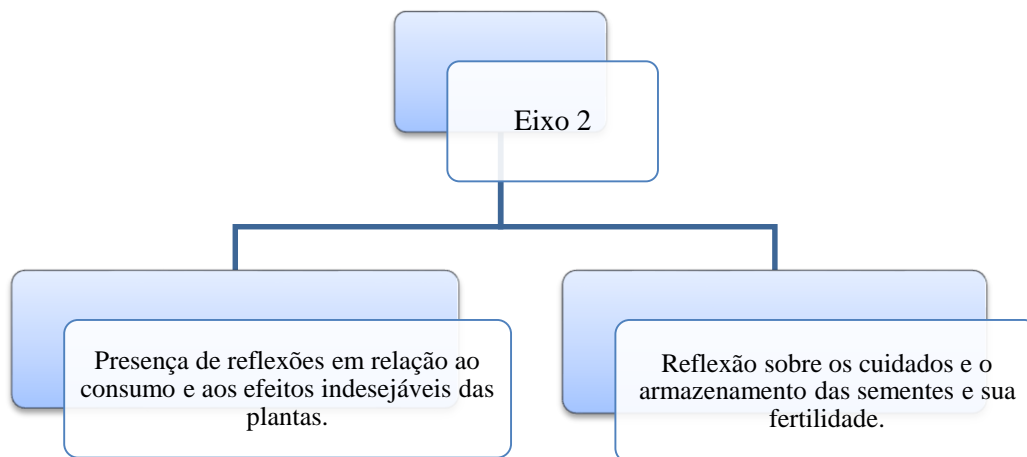 Eixo 2
Presença de reflexões em relação ao
consumo e aos efeitos indesejáveis das
plantas.
Reflexão sobre os cuidados e o
armazenamento das sementes e sua
fertilidade.